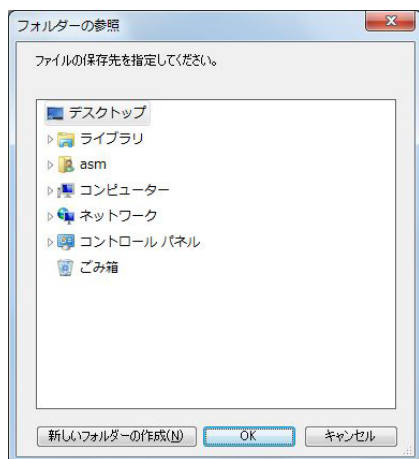 フォルダーの参照
ファイルの保存先を指定してください。
デスクトップ
ライブラリ
asm
コンピューター
ネットワーク
コントロール パネル
ごみ箱
新しいフォルダーの作成(N)
OK
キャンセル